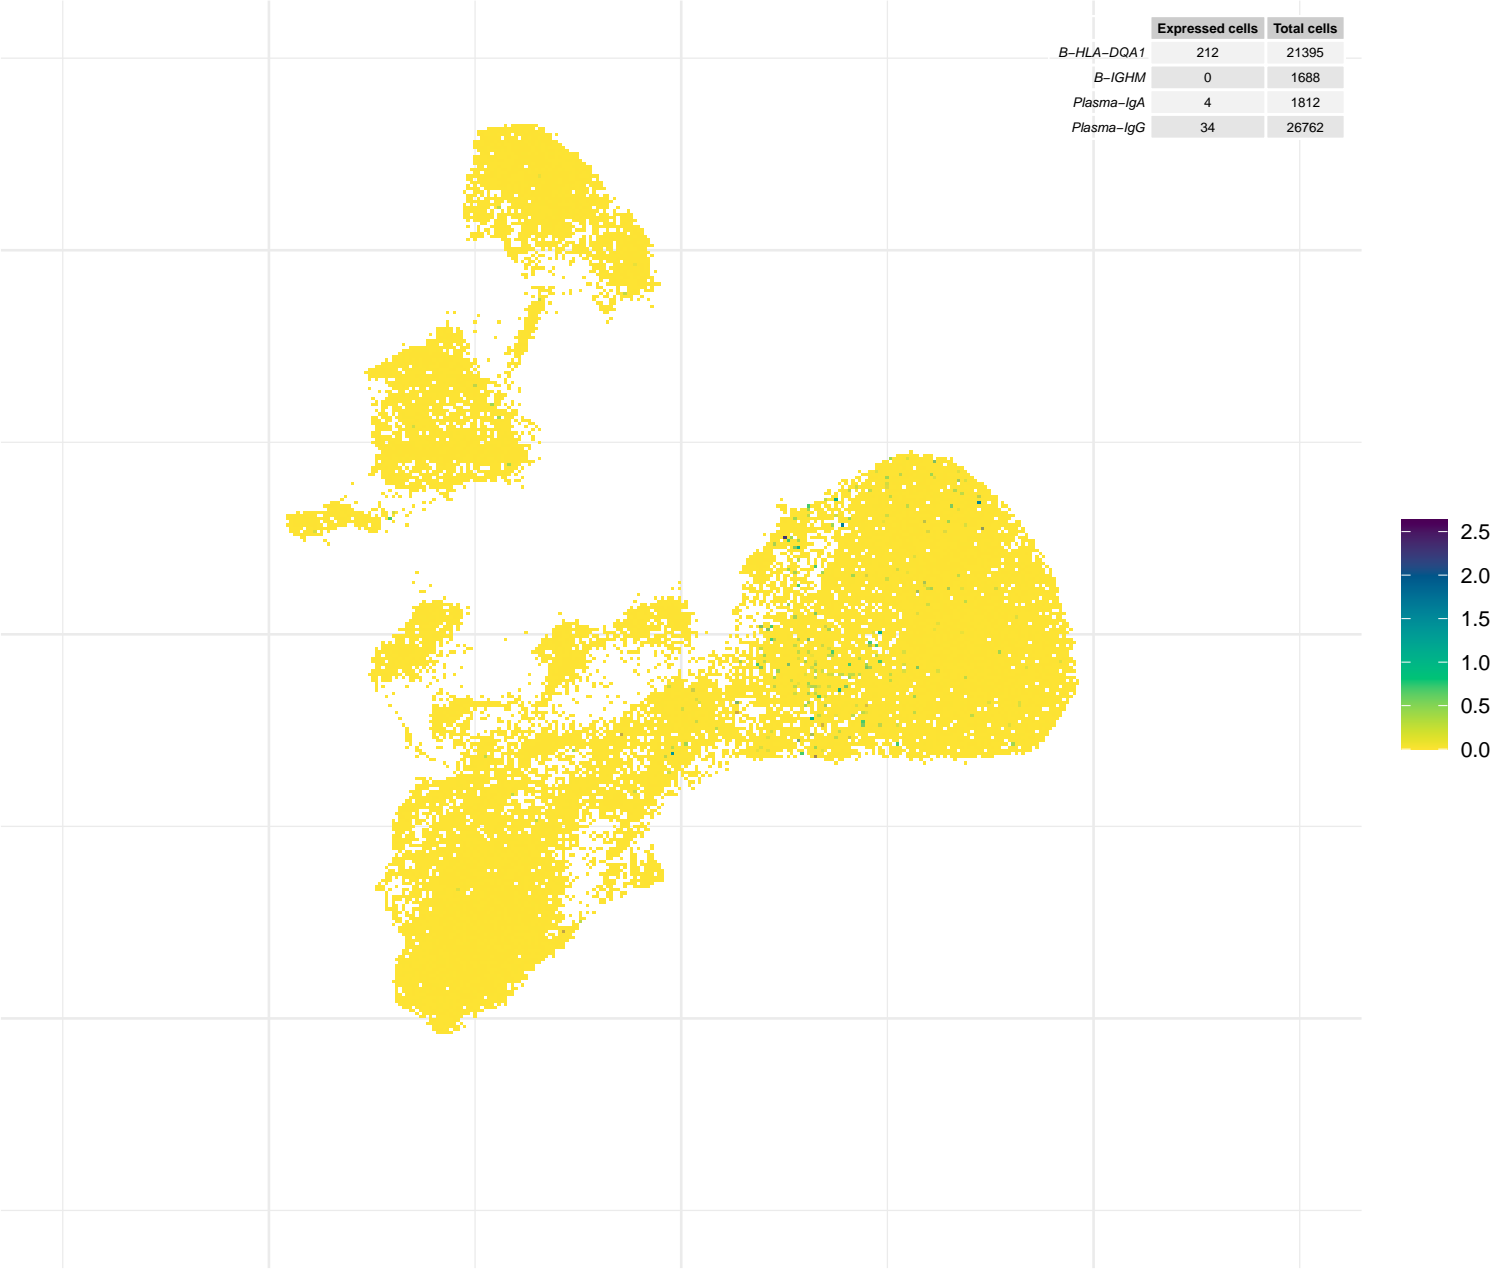 Expressed cells Total cells
B−HLA−DQA1 212 21395
B−IGHM 0 1688
Plasma−IgA 4 1812
Plasma−IgG 34 26762
2.5
2.0
1.5
1.0
0.5
0.0